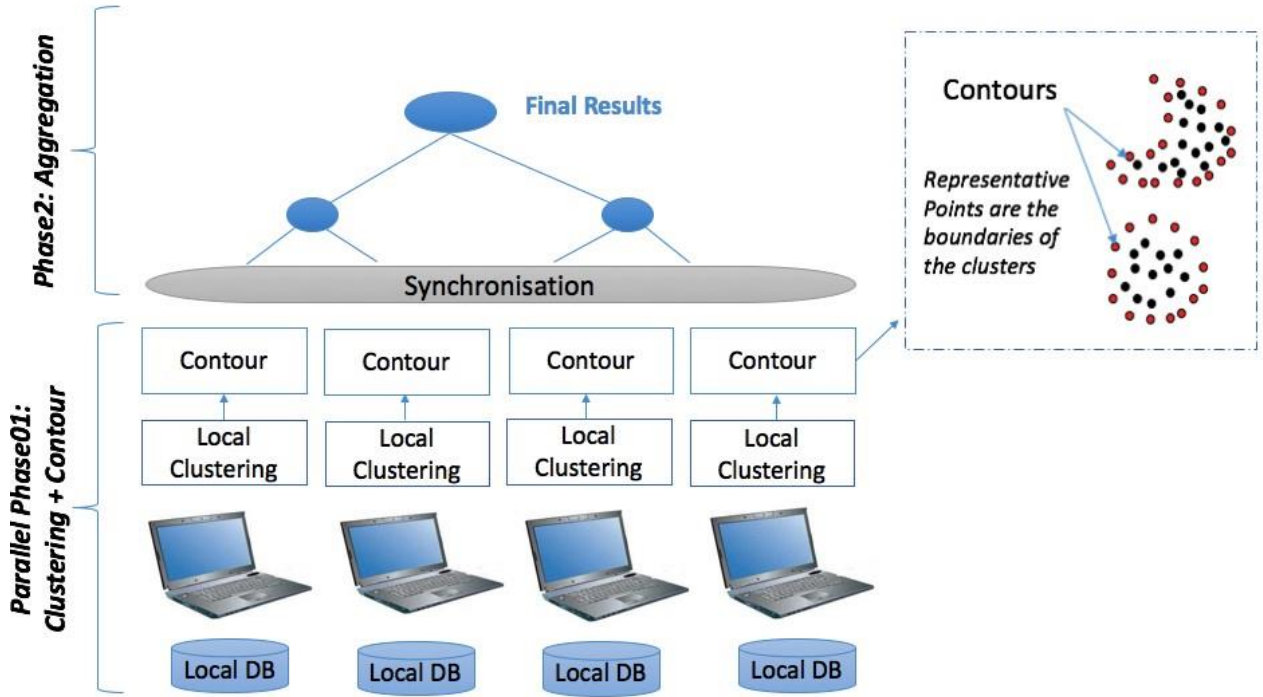 Phase2: Aggregation
Final Results
Synchronisation
Contours
Representative
Points are the
boundaries of
the clusters
Parallel Phase01:
Clustering + Contour
Contour
Contour
Contour
Contour
Local
Clustering
Local
Clustering
Local
Clustering
Local
Clustering
Local DB
Local DB
Local DB
Local DB